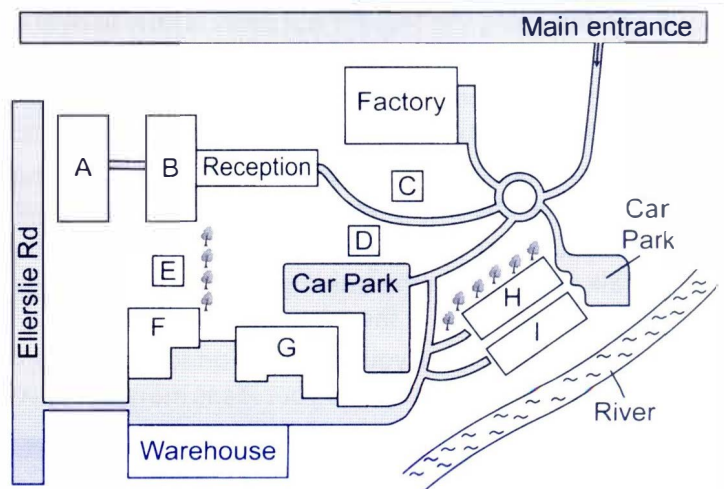 Main entrance
Factory
A
B
Reception
C
Car
Park
D
E
Car Park
H
Ellerslie Rd
F
G
I
River
Warehouse